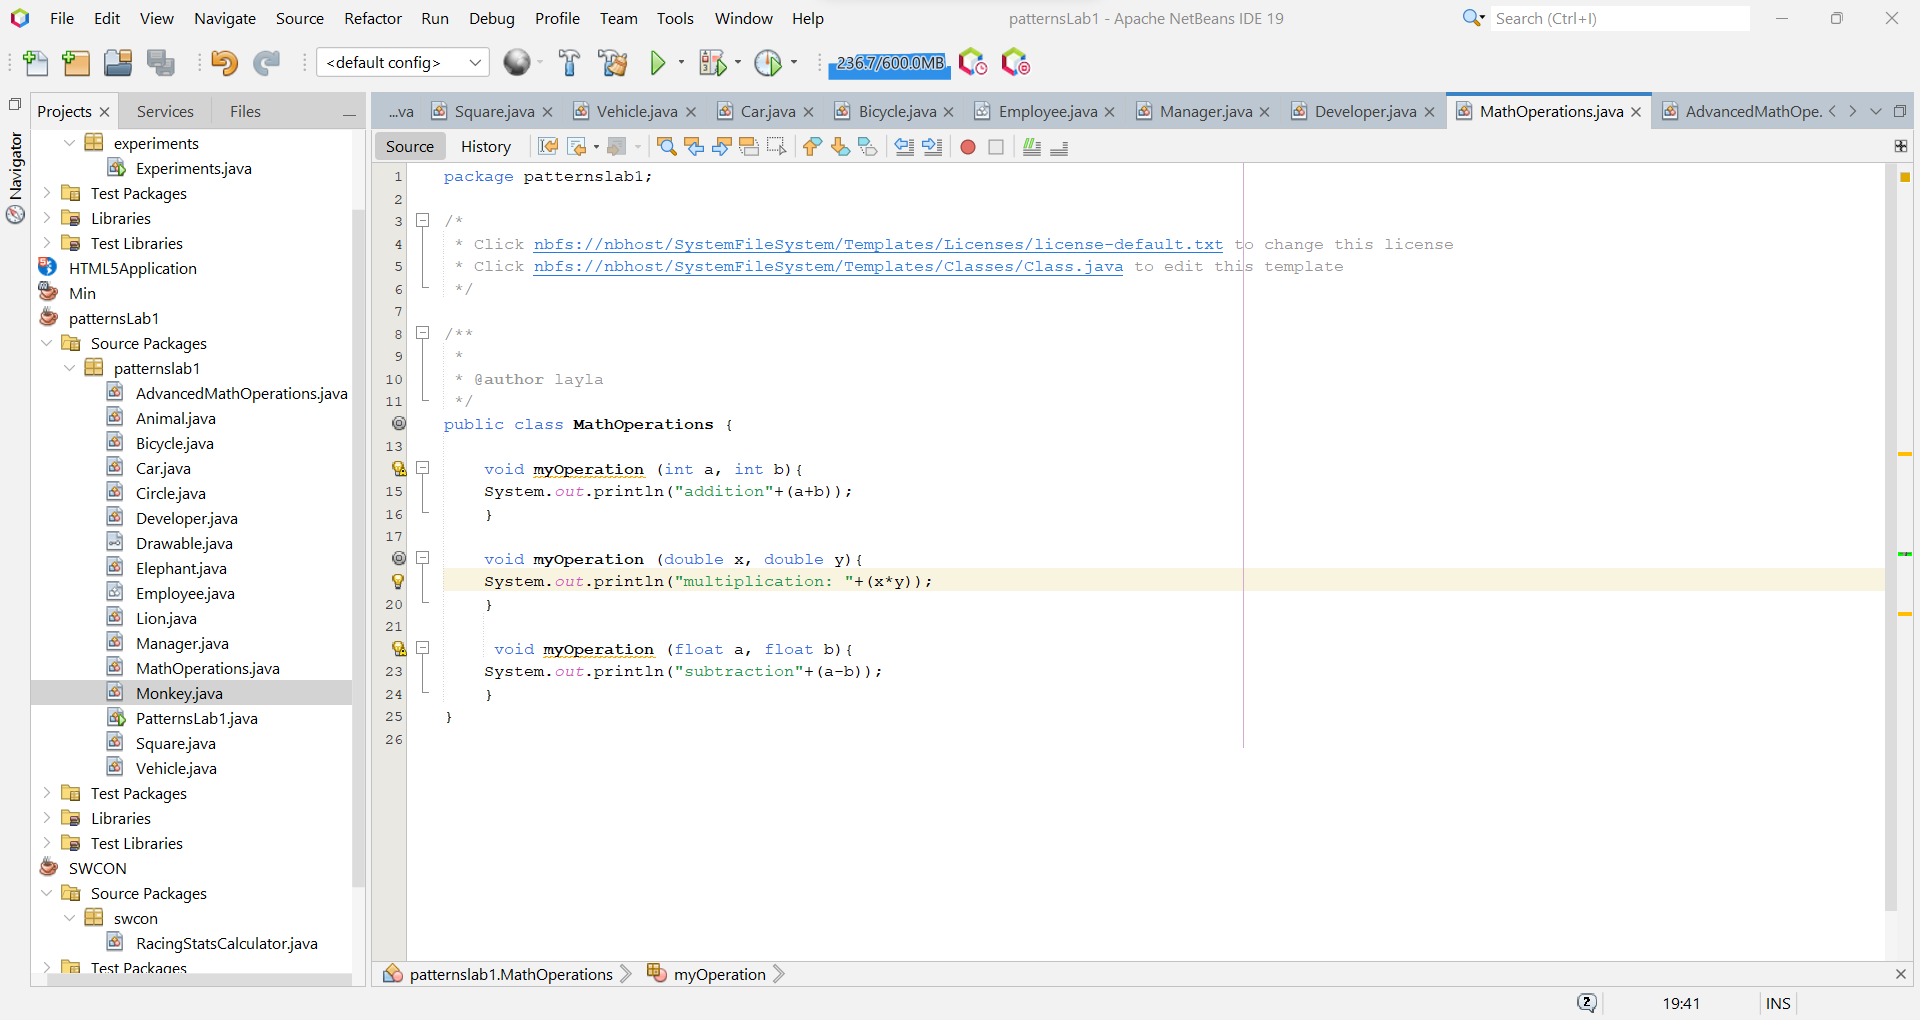 File Edit View Navigate Source Refactor Run Debug Profile Team Tools Window Help
patternsLab1 - Apache NetBeans IDE 19
Search (Ctrl+I)
<default config>
236.7/600.0MB
Navigator
Projects Services Files
experiments
Experiments.java
Test Packages
Libraries
Test Libraries
HTML5Application
Min
patternsLab1
Source Packages
patternslab1
AdvancedMathOperations.java
Animal.java
Bicycle.java
Car.java
Circle.java
Developer.java
Drawable.java
Elephant.java
Employee.java
Lion.java
Manager.java
MathOperations.java
Monkey.java
PatternsLab1.java
Square.java
Vehicle.java
Test Packages
Libraries
Test Libraries
SWCON
Source Packages
swcon
RacingStatsCalculator.java
Test Packages
...va Square.java Vehicle.java Car.java Bicycle.java Employee.java Manager.java Developer.java MathOperations.java AdvancedMathOpe.
Source History
1 package patternslab1;
2
3 /*
4 * Click nbfs://nbhost/SystemFileSystem/Templates/Licenses/license-default.txt to change this license
5 * Click nbfs://nbhost/SystemFileSystem/Templates/Classes/Class.java to edit this template
6 */
7
8 /**
9 *
10 * @author layla
11 */
public class MathOperations {
13
void myOperation (int a, int b){
15 System.out.println("addition"+(a+b));
16 }
17
void myOperation (double x, double y){
System.out.println("multiplication: "+(x*y));
20 }
21
void myOperation (float a, float b){
23 System.out.println("subtraction"+(a-b));
24 }
25 }
26
patternslab1.MathOperations myOperation
2 19:41 INS